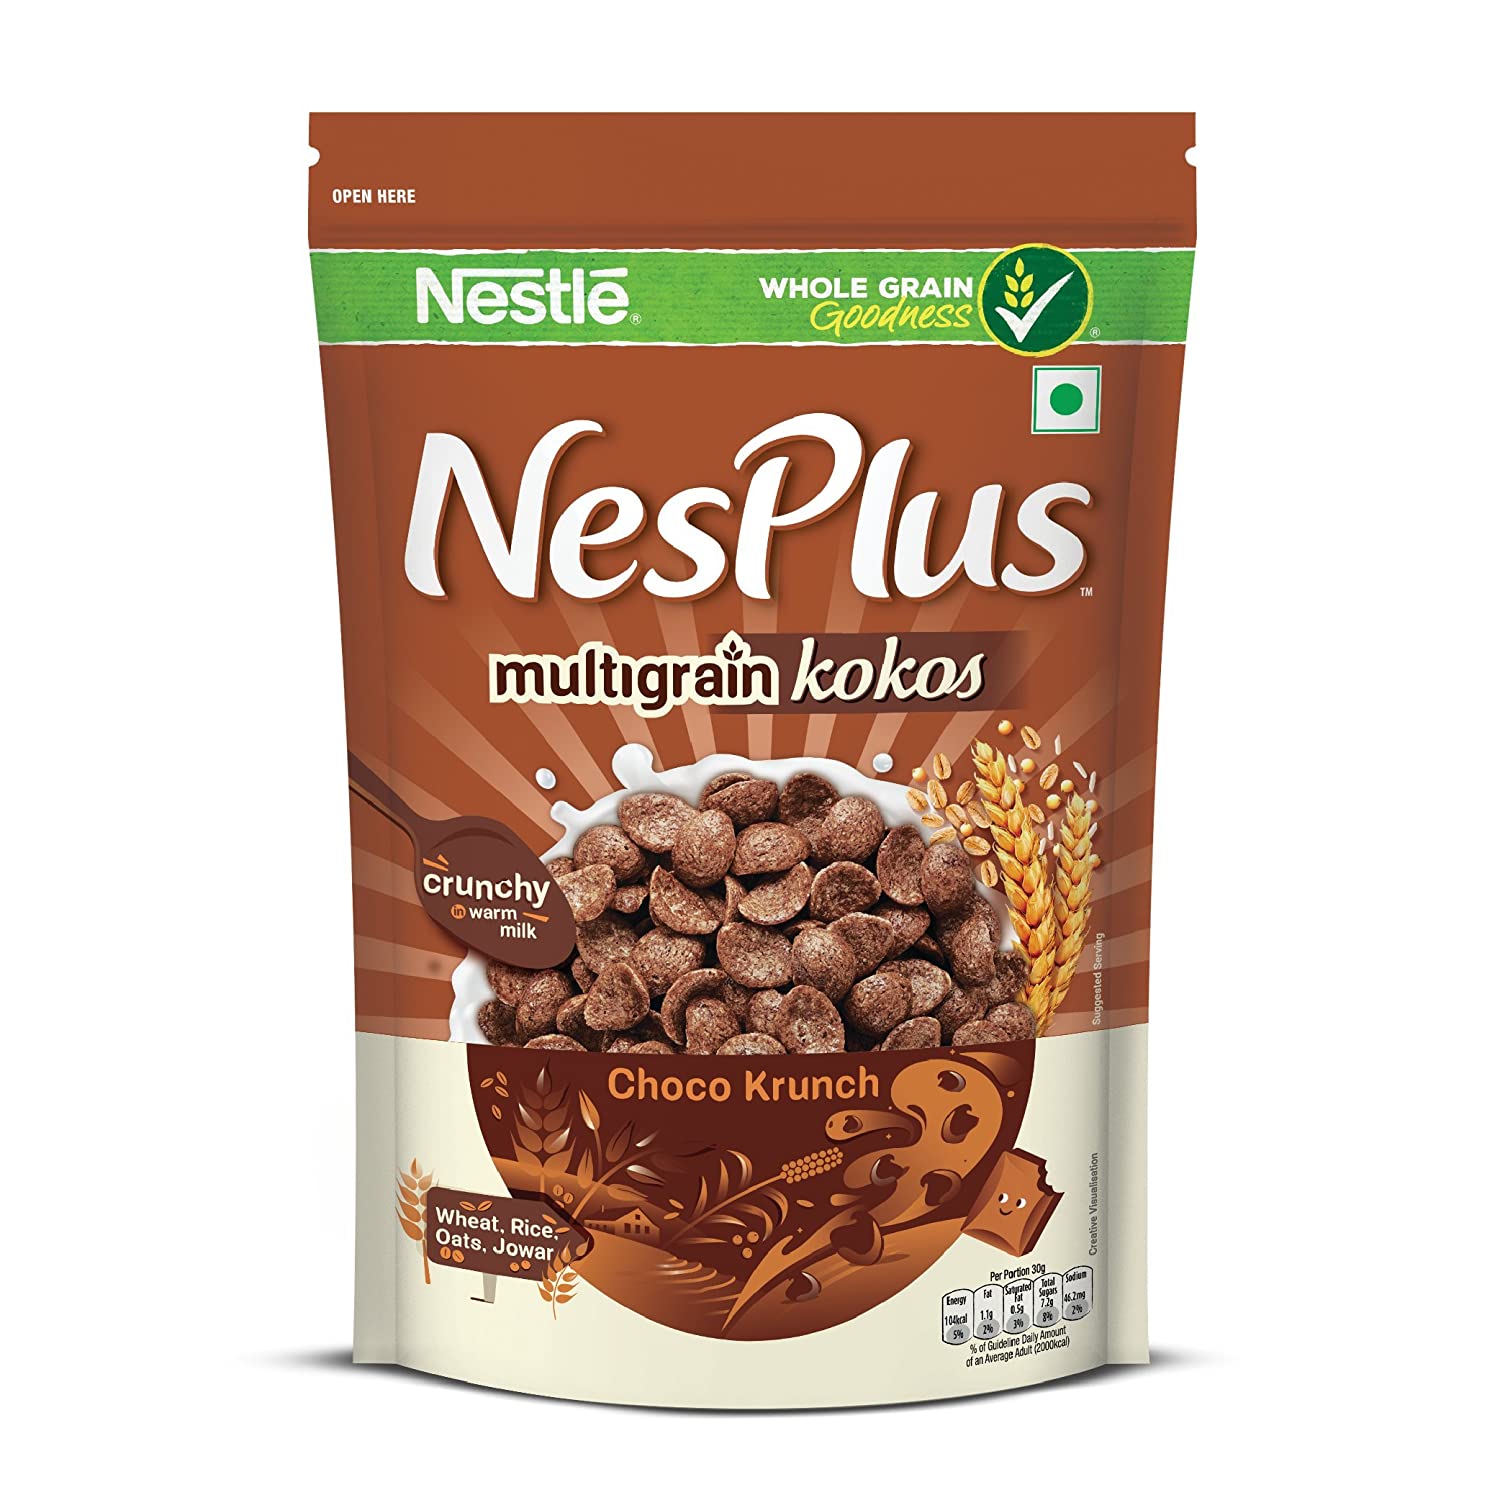 OPEN HERE
Nestlé®
WHOLE GRAIN
Goodness
®
NesPlus™
multigrain kokos
crunchy
in warm
milk
Suggested Serving
Choco Krunch
Wheat, Rice,
Oats, Jowar
Creative Visualisation
Per Portion 30g
Energy Fat Saturated Fat Total Sugars Sodium
104kcal 1.1g 0.5g 7.2g 46.2mg
5% 2% 3% 8% 2%
% of Guideline Daily Amount
of an Average Adult (2000kcal)